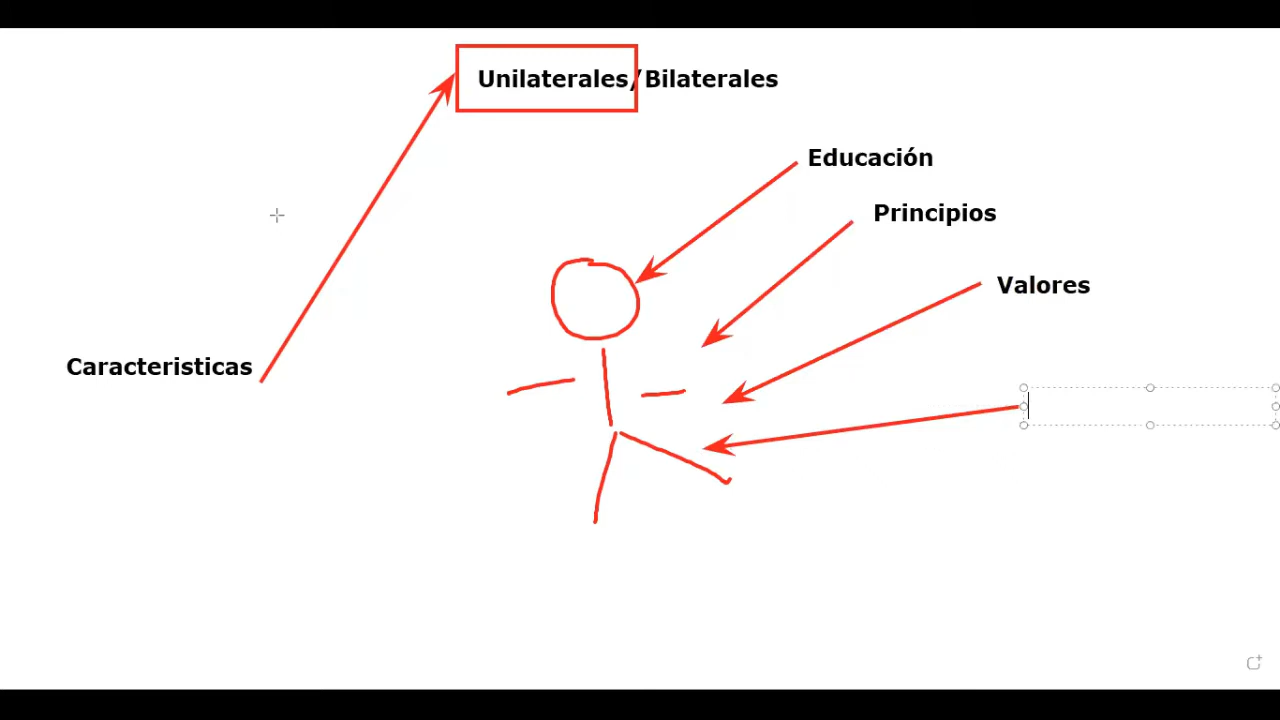 Unilaterales/Bilaterales
Educación
Principios
Valores
Caracteristicas